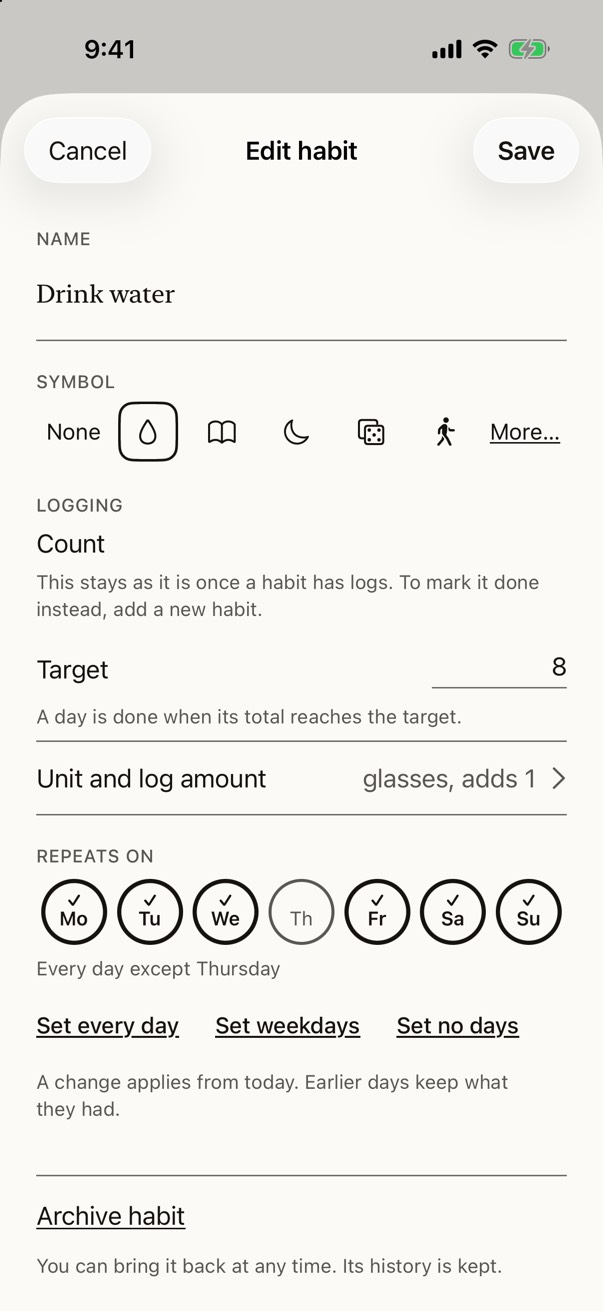 9:41
Cancel
Edit habit
Save
NAME
Drink water
SYMBOL
None
More...
LOGGING
Count
This stays as it is once a habit has logs. To mark it done
instead, add a new habit.
Target
8
A day is done when its total reaches the target.
Unit and log amount
glasses, adds 1
REPEATS ON
Mo Tu We Th Fr Sa Su
Every day except Thursday
Set every day
Set weekdays
Set no days
A change applies from today. Earlier days keep what
they had.
Archive habit
You can bring it back at any time. Its history is kept.